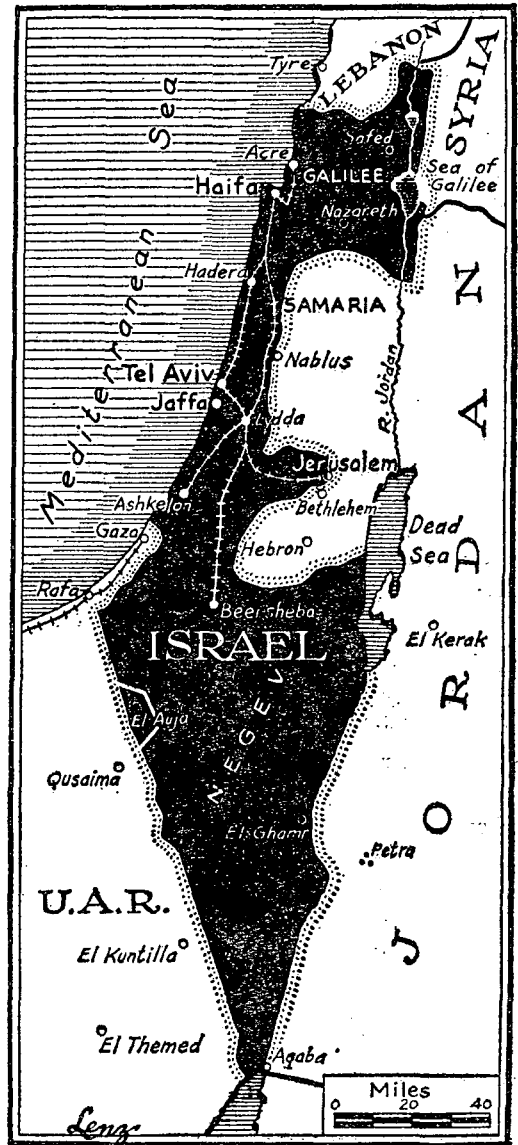 Tyre
LEBANON
SYRIA
Mediterranean Sea
Safed
Acre
GALILEE
Sea of
Galilee
Haifa
Nazareth
Hadera
SAMARIA
Nablus
Tel Aviv
Jaffa
R. Jordan
Lydda
Jerusalem
Ashkelon
Bethlehem
Gaza
Hebron
Dead
Sea
Rafa
Beer sheba
ISRAEL
El Kerak
JORDAN
NEGEV
El Auja
Qusaima
El Ghamr
Petra
U.A.R.
El Kuntilla
El Themed
Aqaba
Miles
0 20 40
Lenz